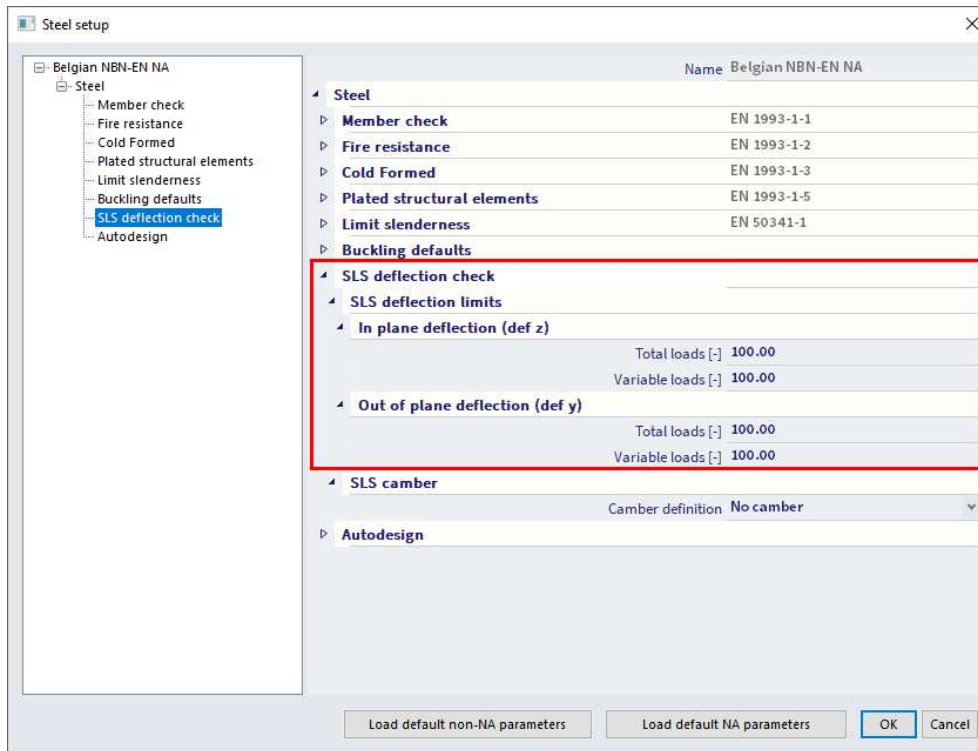 Steel setup
Belgian NBN-EN NA
Steel
Member check
Fire resistance
Cold Formed
Plated structural elements
Limit slenderness
Buckling defaults
SLS deflection check
Autodesign
Name Belgian NBN-EN NA
Steel
Member check EN 1993-1-1
Fire resistance EN 1993-1-2
Cold Formed EN 1993-1-3
Plated structural elements EN 1993-1-5
Limit slenderness EN 50341-1
Buckling defaults
SLS deflection check
SLS deflection limits
In plane deflection (def z)
Total loads [-] 100.00
Variable loads [-] 100.00
Out of plane deflection (def y)
Total loads [-] 100.00
Variable loads [-] 100.00
SLS camber
Camber definition No camber
Autodesign
Load default non-NA parameters Load default NA parameters OK Cancel